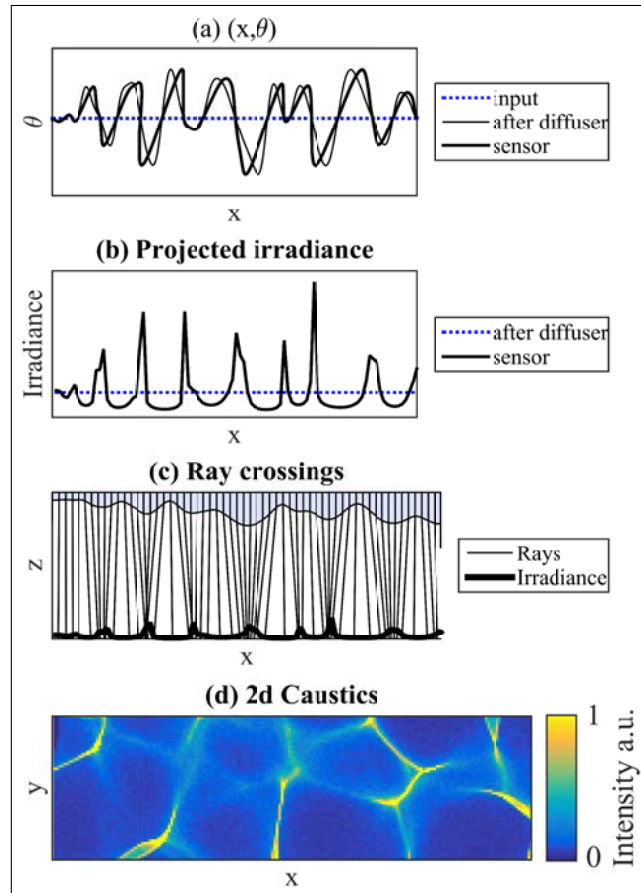 (a) (x,θ)
θ
input
after diffuser
sensor
x
(b) Projected irradiance
Irradiance
after diffuser
sensor
x
(c) Ray crossings
z
Rays
Irradiance
x
(d) 2d Caustics
y
1
0
Intensity a.u.
x